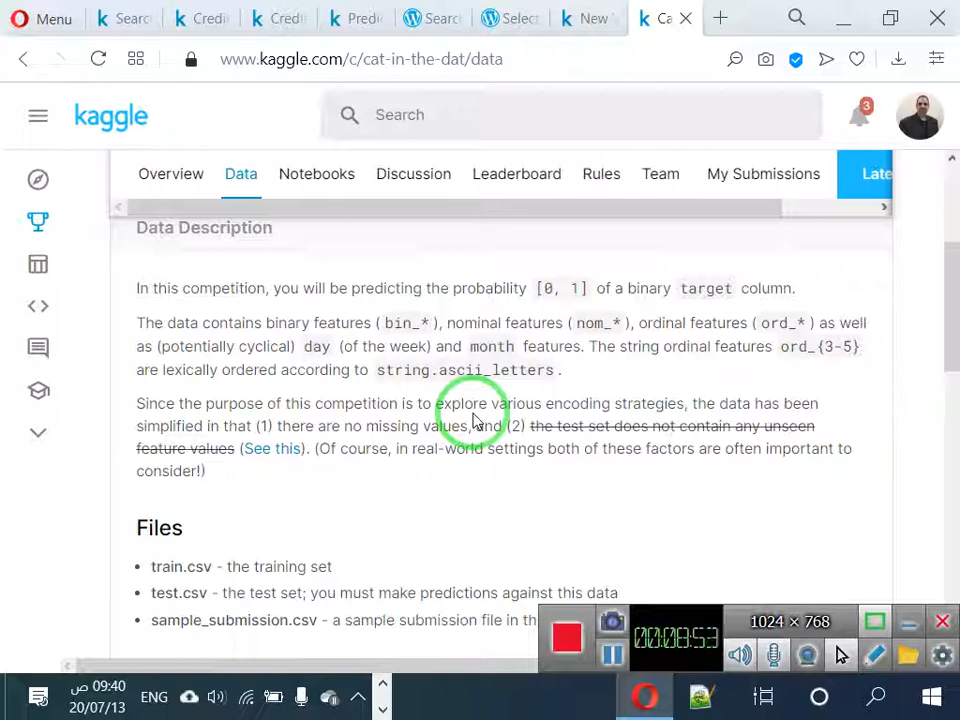 Menu
Searc
Credi
Credi
Predi
Searc
Select
New
Ca
www.kaggle.com/c/cat-in-the-dat/data
kaggle
Search
3
Overview Data Notebooks Discussion Leaderboard Rules Team My Submissions Late
Data Description
In this competition, you will be predicting the probability [0, 1] of a binary target column.
The data contains binary features (bin_*), nominal features (nom_*), ordinal features (ord_*) as well
as (potentially cyclical) day (of the week) and month features. The string ordinal features ord_{3-5}
are lexically ordered according to string.ascii_letters.
Since the purpose of this competition is to explore various encoding strategies, the data has been
simplified in that (1) there are no missing values, and (2) the test set does not contain any unseen
feature values (See this). (Of course, in real-world settings both of these factors are often important to
consider!)
Files
• train.csv - the training set
• test.csv - the test set; you must make predictions against this data
• sample_submission.csv - a sample submission file in th
00:08:53
1024 × 768
09:40 ص
ENG
20/07/13